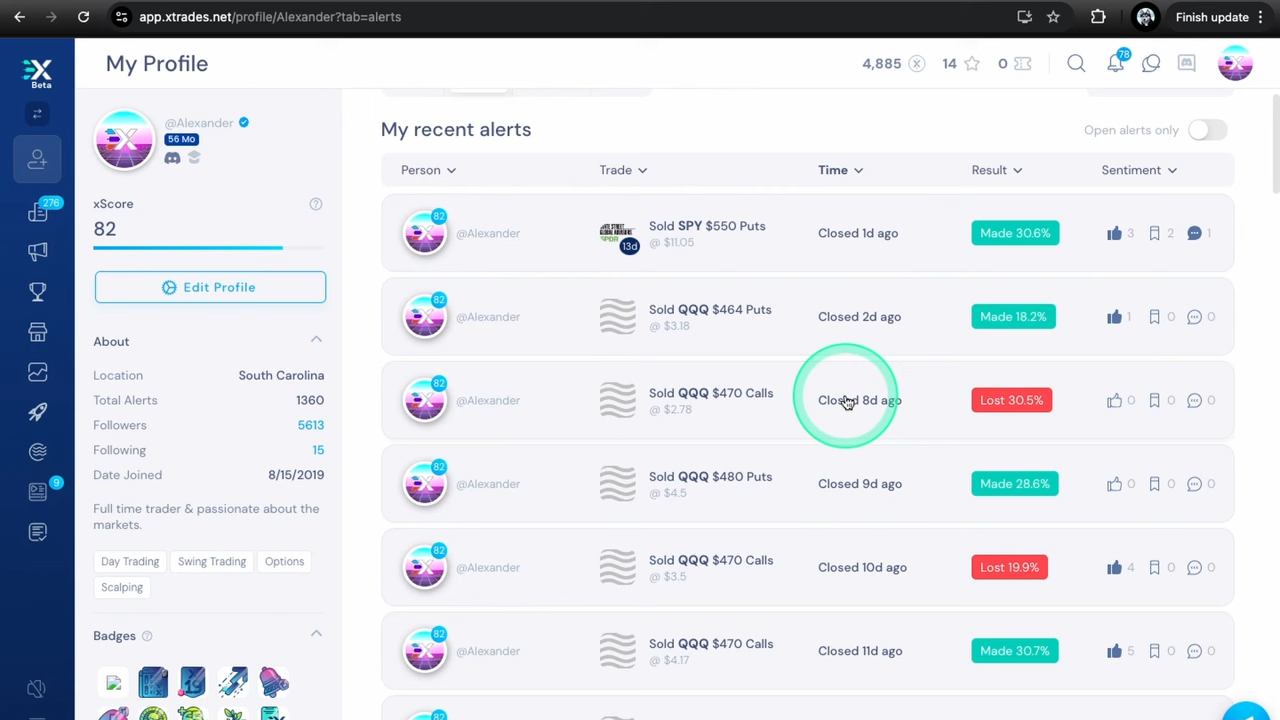 app.xtrades.net/profile/Alexander?tab=alerts
Finish update
Beta
My Profile
4,885
14
0
78
@Alexander
56 Mo
xScore
82
Edit Profile
About
Location South Carolina
Total Alerts 1360
Followers 5613
Following 15
Date Joined 8/15/2019
Full time trader & passionate about the
markets.
Day Trading Swing Trading Options
Scalping
Badges
276
9
My recent alerts
Open alerts only
Person Trade Time Result Sentiment
82 @Alexander
13d
Sold SPY $550 Puts
@ $11.05
Closed 1d ago
Made 30.6%
3 2 1
82 @Alexander
Sold QQQ $464 Puts
@ $3.18
Closed 2d ago
Made 18.2%
1 0 0
82 @Alexander
Sold QQQ $470 Calls
@ $2.78
Closed 8d ago
Lost 30.5%
0 0 0
82 @Alexander
Sold QQQ $480 Puts
@ $4.5
Closed 9d ago
Made 28.6%
0 0 0
82 @Alexander
Sold QQQ $470 Calls
@ $3.5
Closed 10d ago
Lost 19.9%
4 0 0
82 @Alexander
Sold QQQ $470 Calls
@ $4.17
Closed 11d ago
Made 30.7%
5 0 0
82